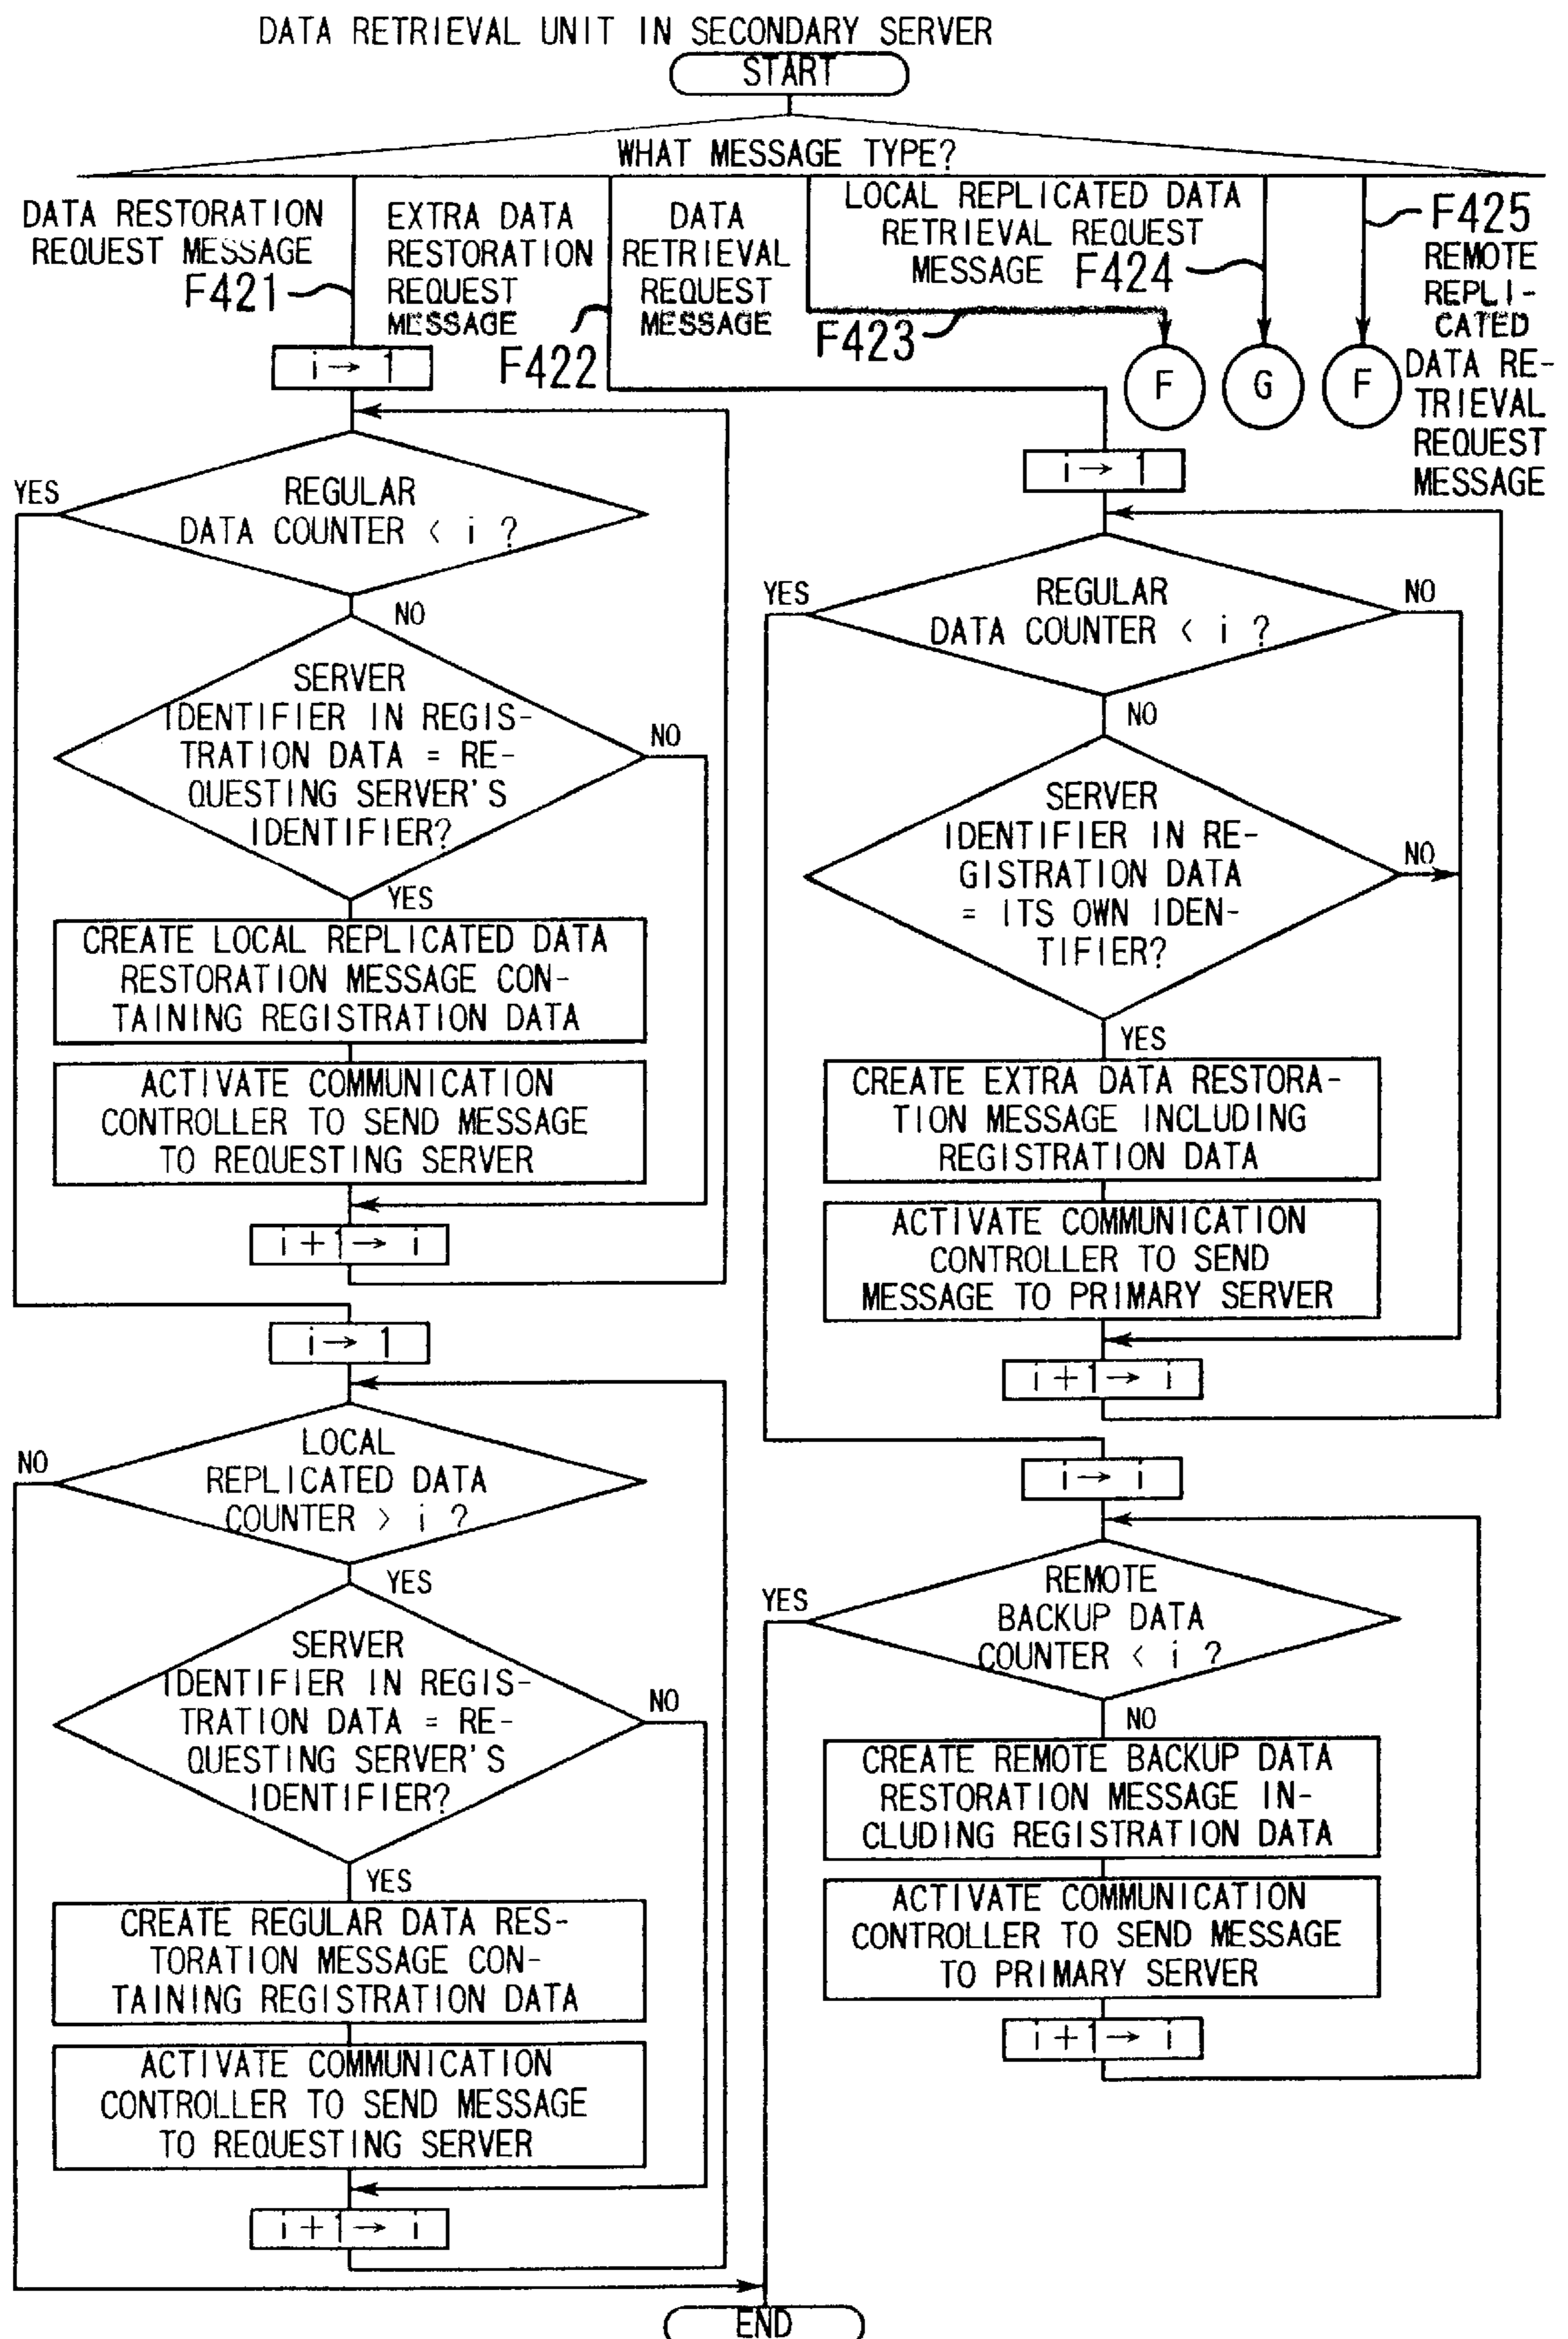 DATA RETRIEVAL UNIT IN SECONDARY SERVER
START
WHAT MESSAGE TYPE?
DATA RESTORATION
REQUEST MESSAGE
F421
EXTRA DATA
RESTORATION
REQUEST
MESSAGE
F422
DATA
RETRIEVAL
REQUEST
MESSAGE
F423
LOCAL REPLICATED DATA
RETRIEVAL REQUEST
MESSAGE F424
F425
REMOTE
REPLI-
CATED
DATA RE-
TRIEVAL
REQUEST
MESSAGE
F
G
F
i → 1
REGULAR
DATA COUNTER < i ?
YES
NO
SERVER
IDENTIFIER IN REGIS-
TRATION DATA = RE-
QUESTING SERVER'S
IDENTIFIER?
NO
YES
CREATE LOCAL REPLICATED DATA
RESTORATION MESSAGE CON-
TAINING REGISTRATION DATA
ACTIVATE COMMUNICATION
CONTROLLER TO SEND MESSAGE
TO REQUESTING SERVER
i + 1 → i
i → 1
LOCAL
REPLICATED DATA
COUNTER > i ?
NO
YES
SERVER
IDENTIFIER IN REGIS-
TRATION DATA = RE-
QUESTING SERVER'S
IDENTIFIER?
NO
YES
CREATE REGULAR DATA RES-
TORATION MESSAGE CON-
TAINING REGISTRATION DATA
ACTIVATE COMMUNICATION
CONTROLLER TO SEND MESSAGE
TO REQUESTING SERVER
i + 1 → i
i → 1
REGULAR
DATA COUNTER < i ?
YES
NO
NO
SERVER
IDENTIFIER IN RE-
GISTRATION DATA
= ITS OWN IDEN-
TIFIER?
NO
YES
CREATE EXTRA DATA RESTORA-
TION MESSAGE INCLUDING
REGISTRATION DATA
ACTIVATE COMMUNICATION
CONTROLLER TO SEND
MESSAGE TO PRIMARY SERVER
i + 1 → i
i → i
REMOTE
BACKUP DATA
COUNTER < i ?
YES
NO
CREATE REMOTE BACKUP DATA
RESTORATION MESSAGE IN-
CLUDING REGISTRATION DATA
ACTIVATE COMMUNICATION
CONTROLLER TO SEND MESSAGE
TO PRIMARY SERVER
i + 1 → i
END